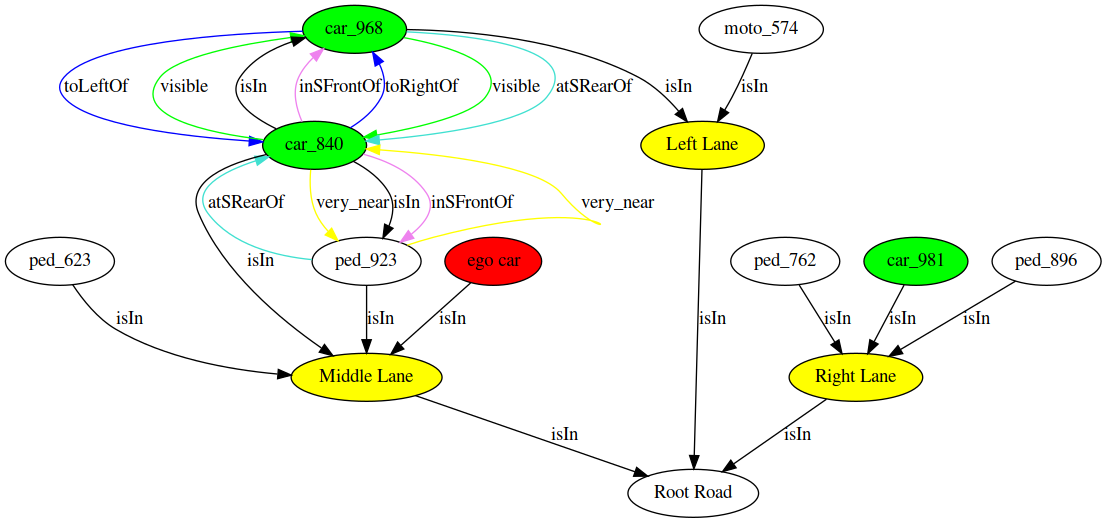 car_968
moto_574
toLeftOf
visible
isIn
inSFrontOf
toRightOf
visible
atSRearOf
isIn
isIn
car_840
Left Lane
atSRearOf
very_near
isIn
inSFrontOf
very_near
ped_623
isIn
ped_923
ego car
ped_762
car_981
ped_896
isIn
isIn
isIn
isIn
isIn
isIn
isIn
Middle Lane
Right Lane
isIn
isIn
Root Road